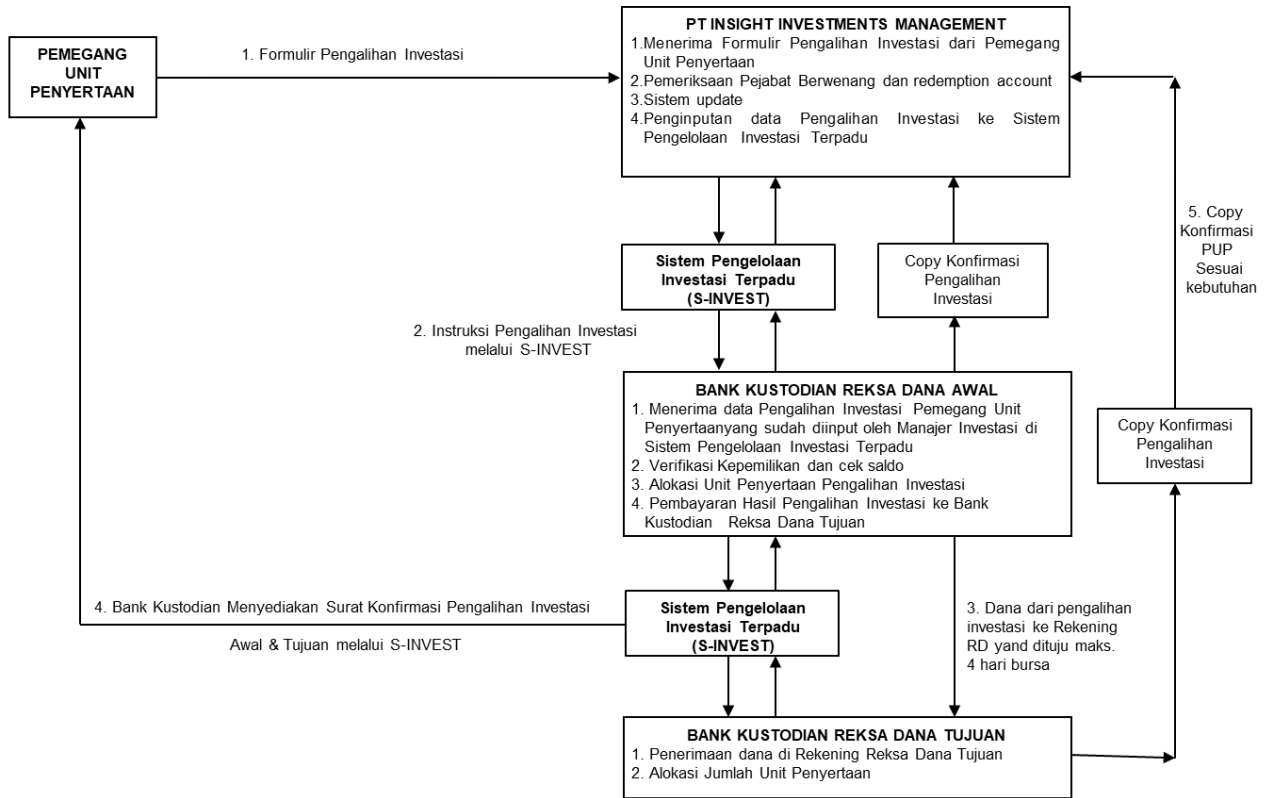 PEMEGANG
UNIT
PENYERTAAN
1. Formulir Pengalihan Investasi
PT INSIGHT INVESTMENTS MANAGEMENT
1.Menerima Formulir Pengalihan Investasi dari Pemegang
Unit Penyertaan
2.Pemeriksaan Pejabat Berwenang dan redemption account
3.Sistem update
4.Penginputan data Pengalihan Investasi ke Sistem
Pengelolaan Investasi Terpadu
Sistem Pengelolaan
Investasi Terpadu
(S-INVEST)
Copy Konfirmasi
Pengalihan
Investasi
5. Copy
Konfirmasi
PUP
Sesuai
kebutuhan
2. Instruksi Pengalihan Investasi
melalui S-INVEST
BANK KUSTODIAN REKSA DANA AWAL
1. Menerima data Pengalihan Investasi Pemegang Unit
Penyertaanyang sudah diinput oleh Manajer Investasi di
Sistem Pengelolaan Investasi Terpadu
2. Verifikasi Kepemilikan dan cek saldo
3. Alokasi Unit Penyertaan Pengalihan Investasi
4. Pembayaran Hasil Pengalihan Investasi ke Bank
Kustodian Reksa Dana Tujuan
Copy Konfirmasi
Pengalihan
Investasi
4. Bank Kustodian Menyediakan Surat Konfirmasi Pengalihan Investasi
Awal & Tujuan melalui S-INVEST
Sistem Pengelolaan
Investasi Terpadu
(S-INVEST)
3. Dana dari pengalihan
investasi ke Rekening
RD yand dituju maks.
4 hari bursa
BANK KUSTODIAN REKSA DANA TUJUAN
1. Penerimaan dana di Rekening Reksa Dana Tujuan
2. Alokasi Jumlah Unit Penyertaan